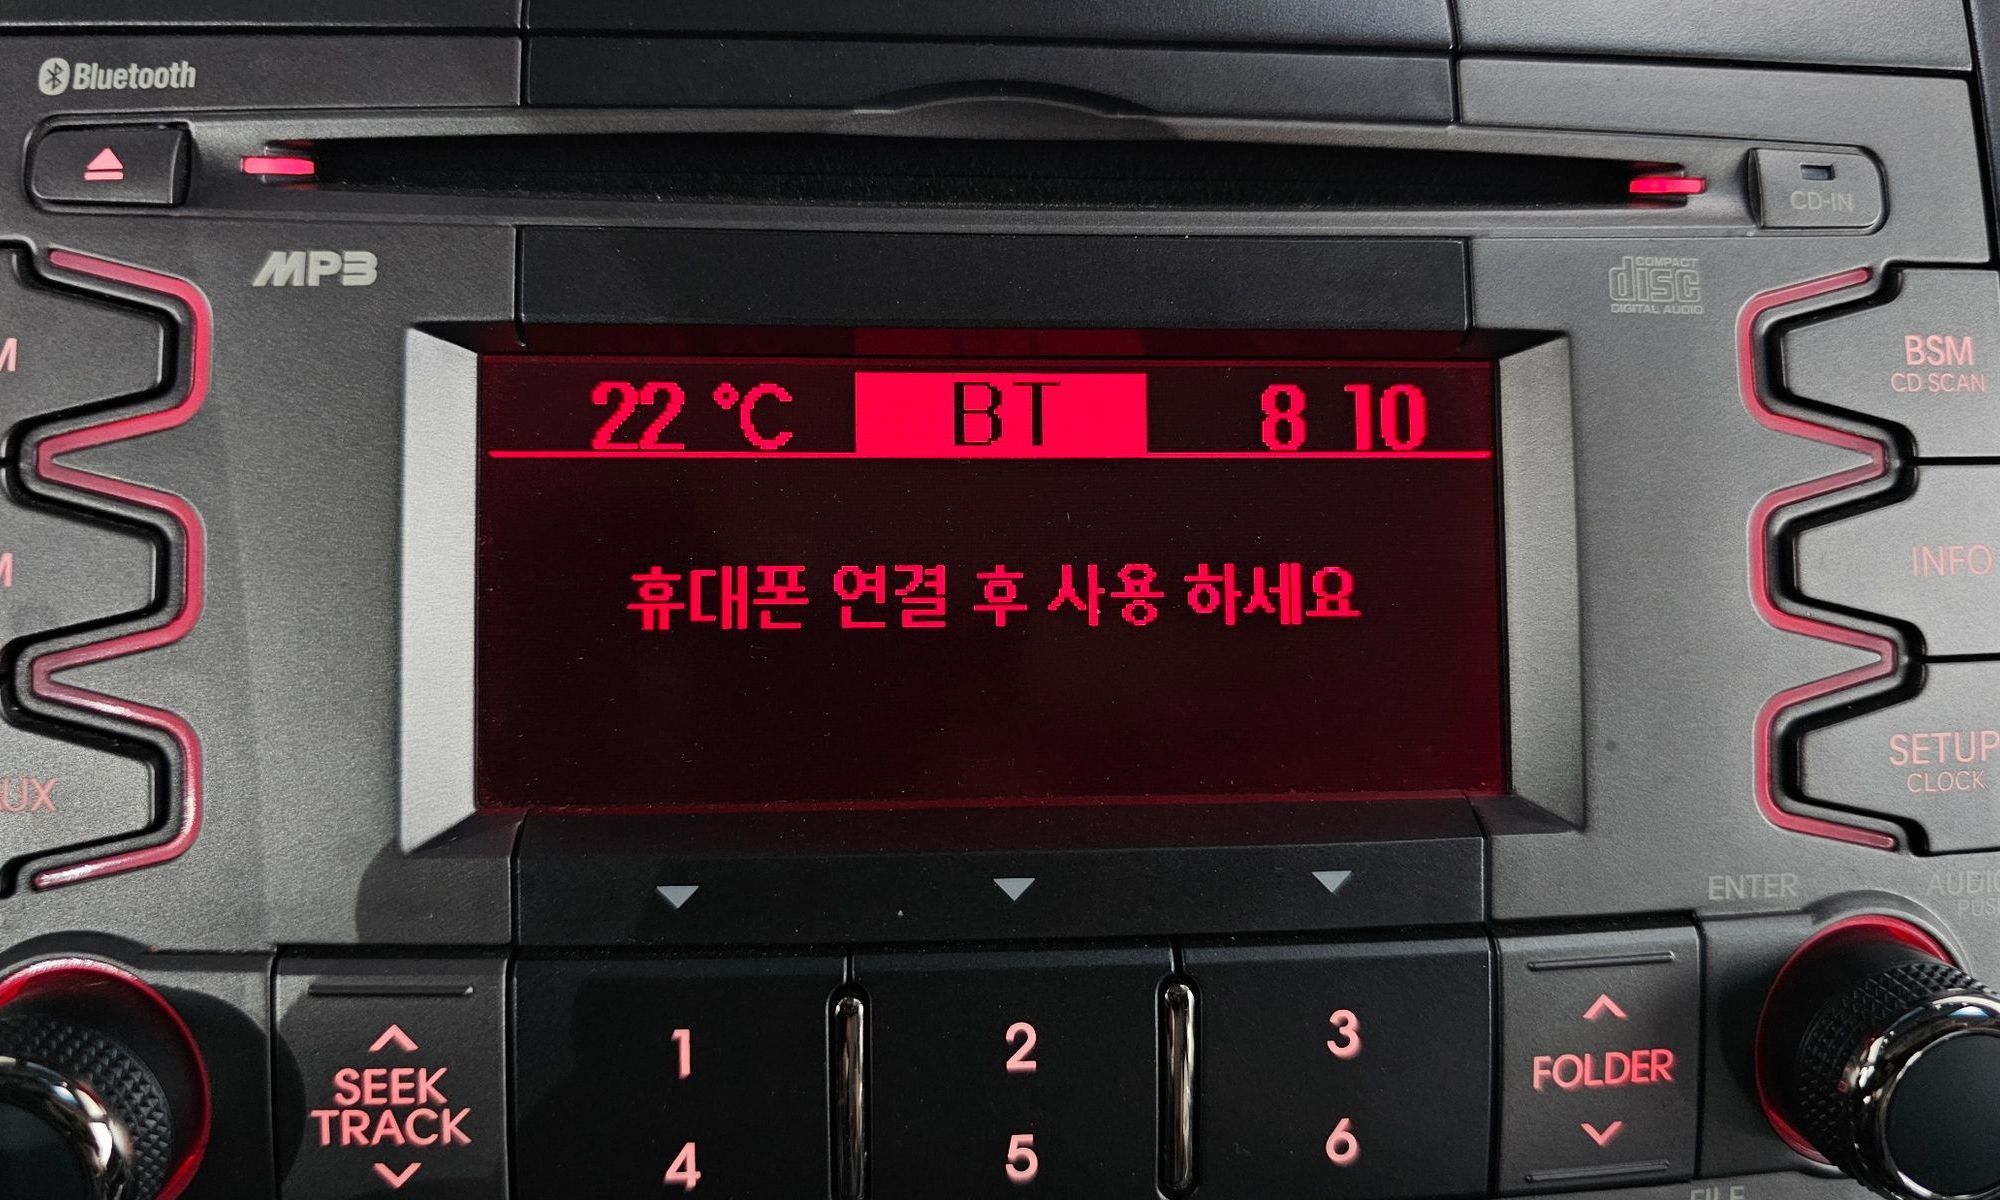 Bluetooth
CD-IN
MP3
COMPACT
disc
DIGITAL AUDIO
22 °C BT 8 10
휴대폰 연결 후 사용 하세요
BSM
CD SCAN
INFO
SETUP
CLOCK
ENTER
1 2 3
SEEK
TRACK
FOLDER
4 5 6